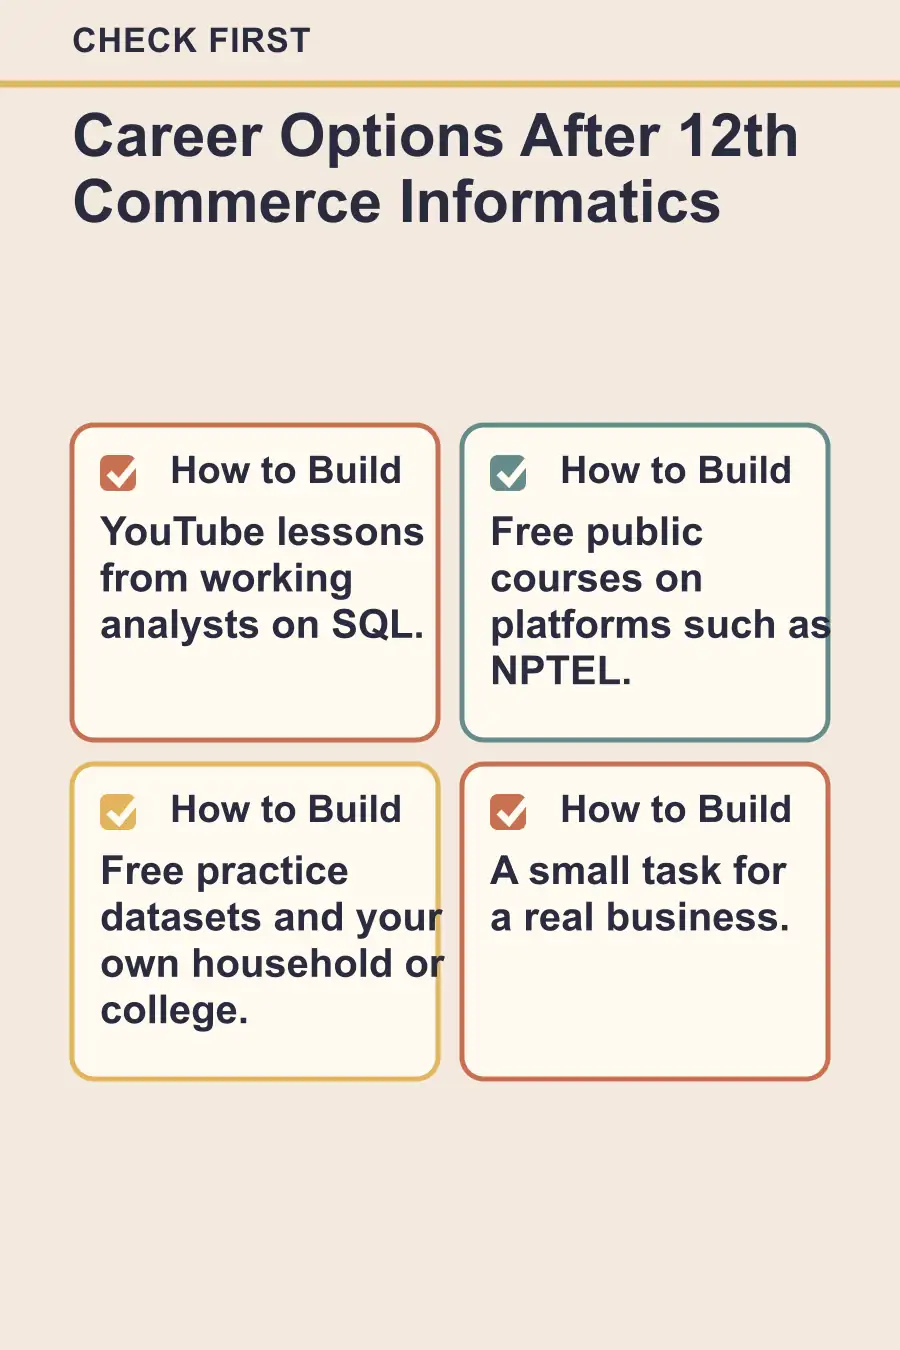 CHECK FIRST
Career Options After 12th
Commerce Informatics
How to Build
YouTube lessons
from working
analysts on SQL.
How to Build
Free public
courses on
platforms such as
NPTEL.
How to Build
Free practice
datasets and your
own household or
college.
How to Build
A small task for
a real business.